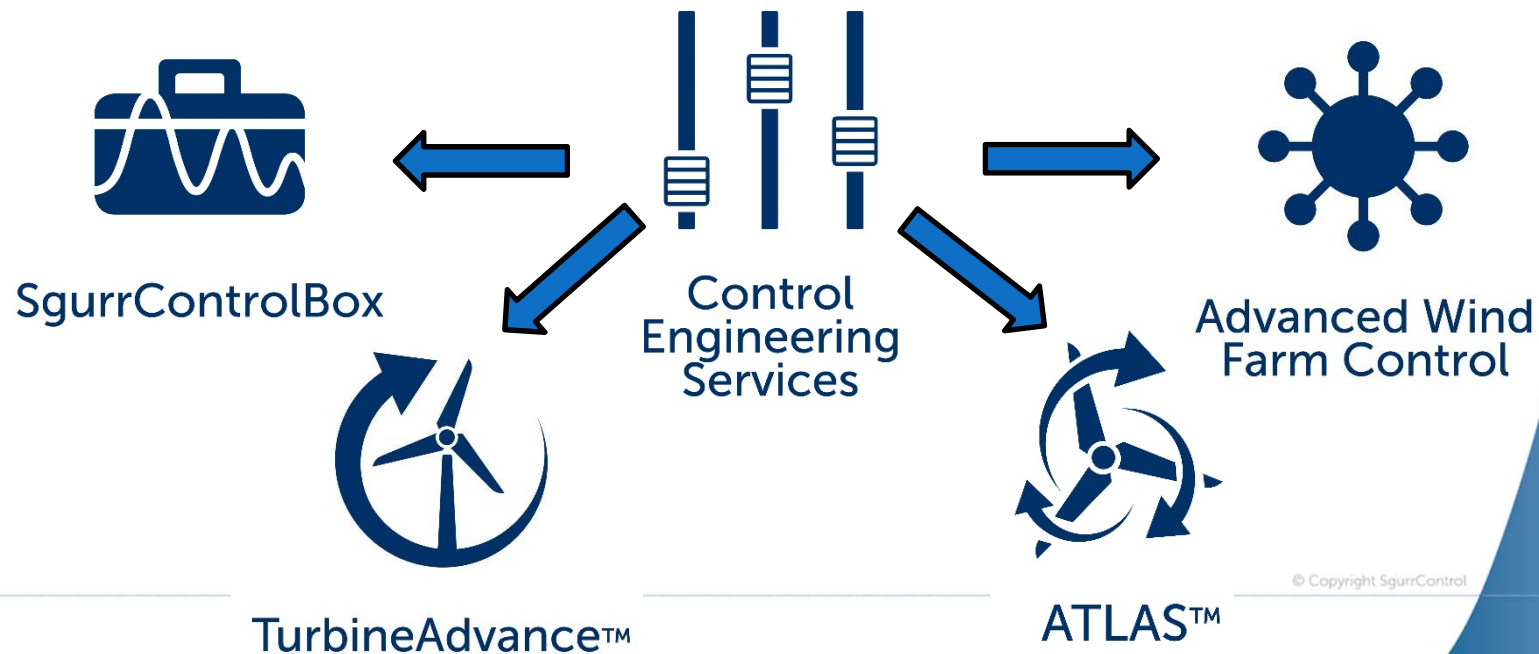 SgurrControlBox
Control
Engineering
Services
Advanced Wind
Farm Control
TurbineAdvance™
ATLAS™
© Copyright SgurrControl